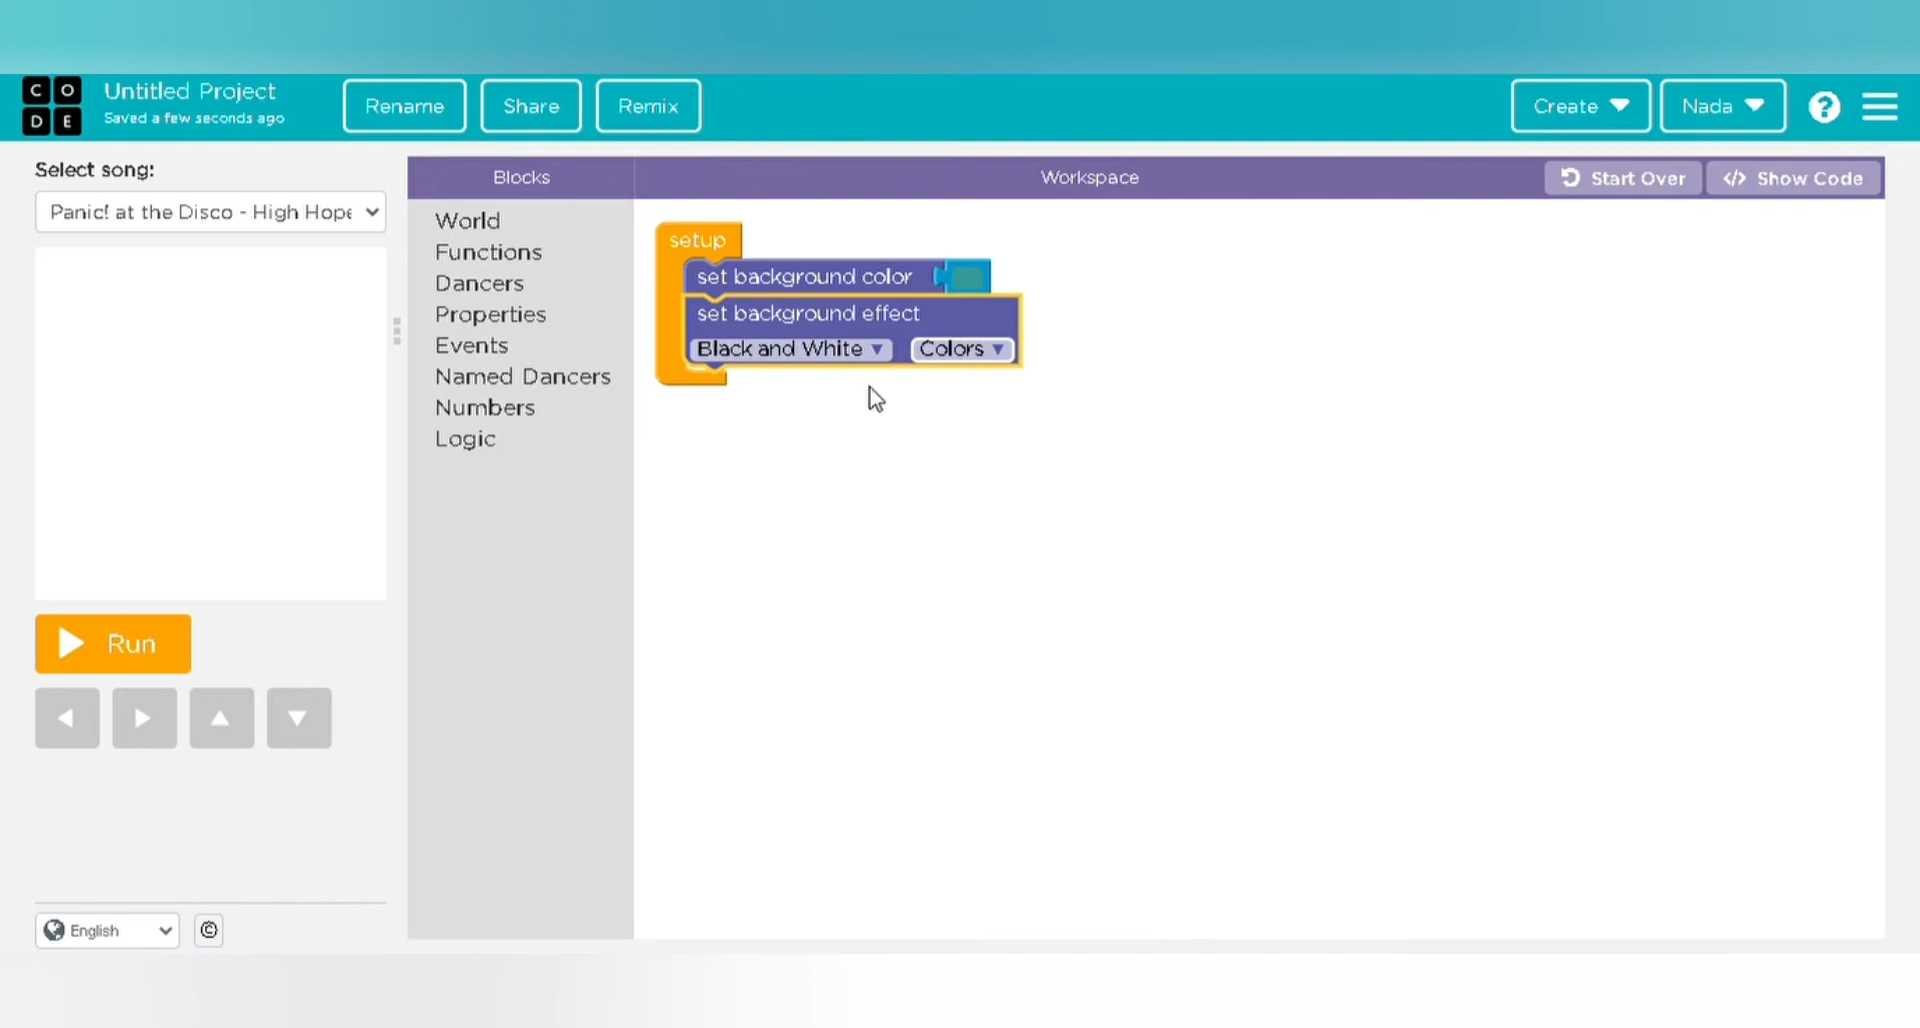 C O
D E
Untitled Project
Saved a few seconds ago
Rename
Share
Remix
Create
Nada
?
Select song:
Panic! at the Disco - High Hope
Blocks
Workspace
Start Over
</> Show Code
World
Functions
Dancers
Properties
Events
Named Dancers
Numbers
Logic
setup
set background color
set background effect
Black and White
Colors
Run
English
©